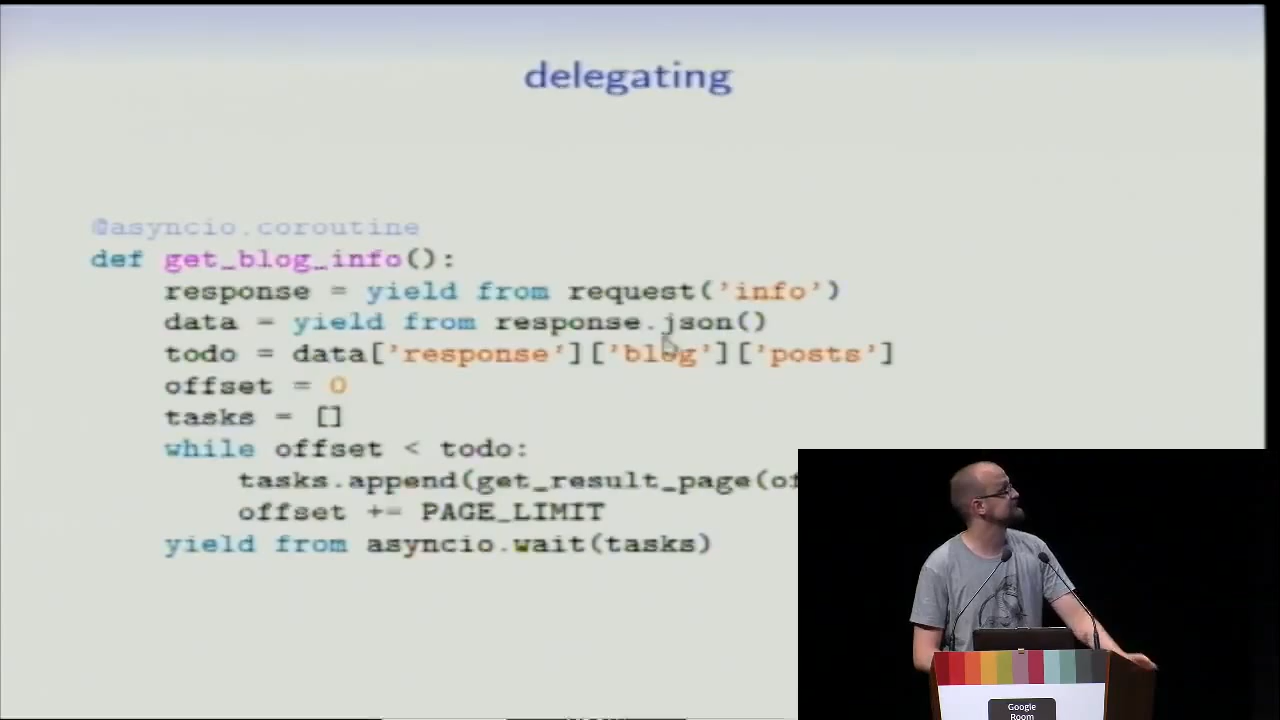 delegating
@asyncio.coroutine
def get_blog_info():
response = yield from request('info')
data = yield from response.json()
todo = data['response']['blog']['posts']
offset = 0
tasks = []
while offset < todo:
tasks.append(get_result_page(of
offset += PAGE_LIMIT
yield from asyncio.wait(tasks)
Google
Room